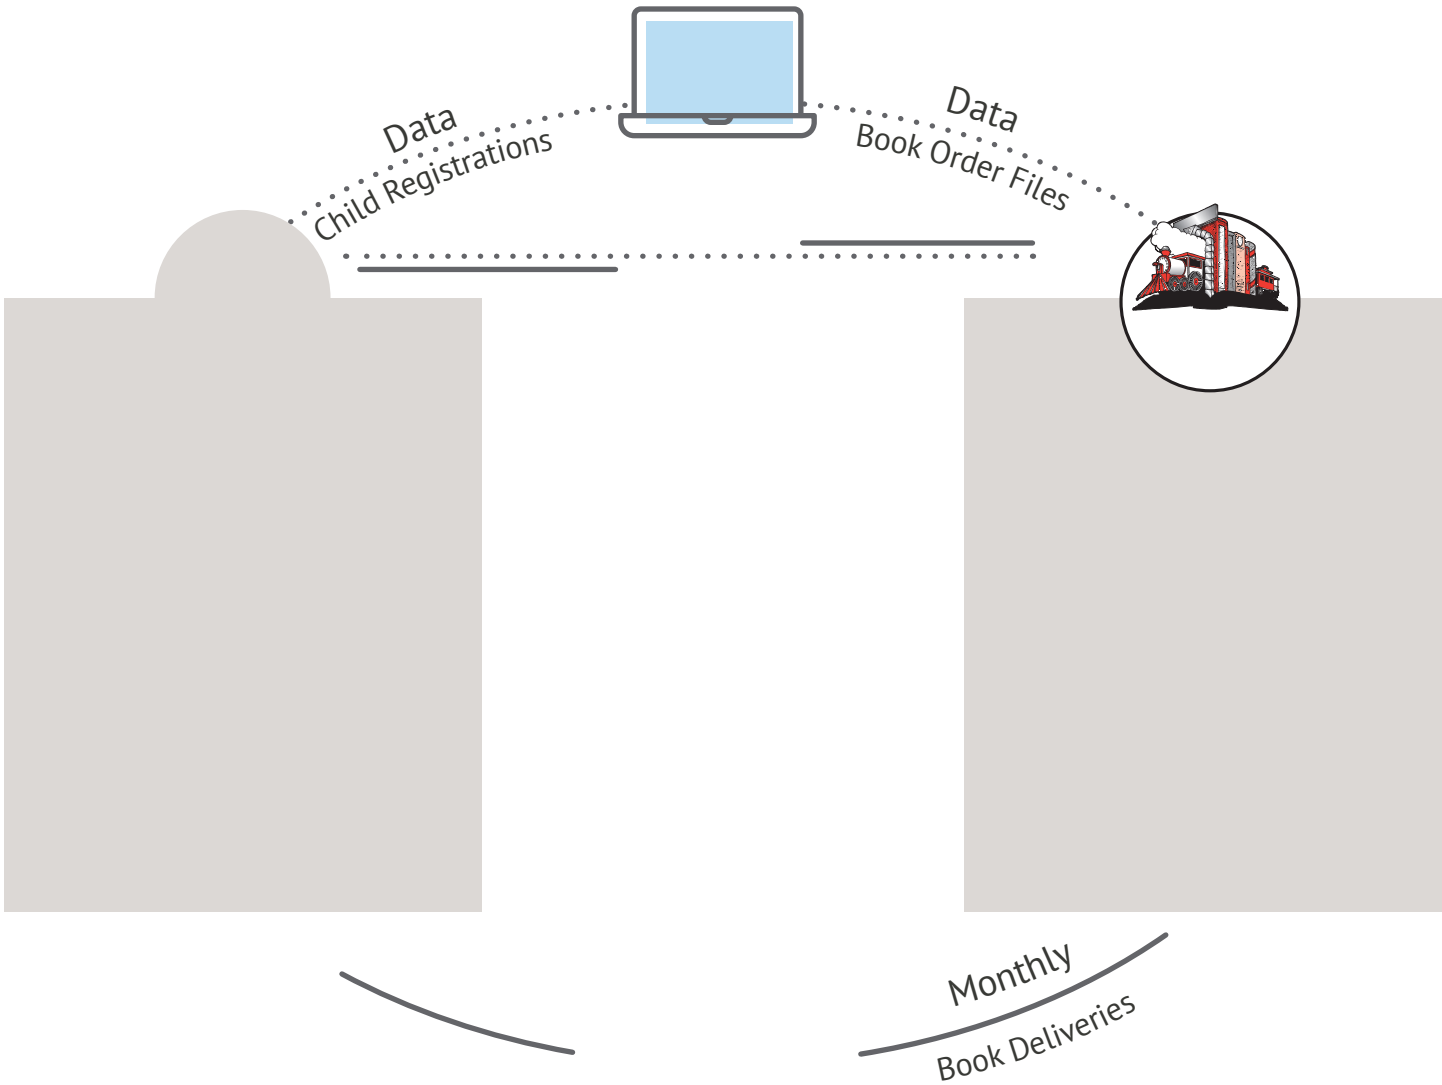 Data
Child Registrations
Data
Book Order Files
Monthly
Book Deliveries